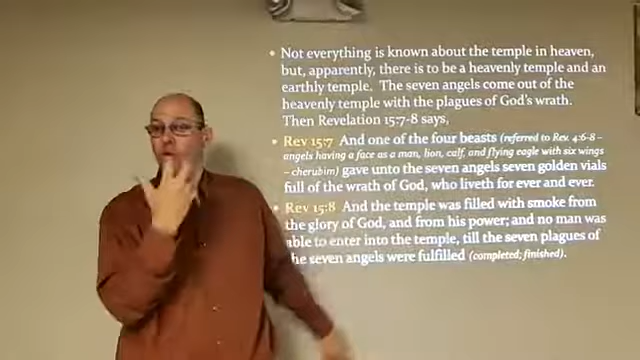 • Not everything is known about the temple in heaven,
but, apparently, there is to be a heavenly temple and an
earthly temple. The seven angels come out of the
heavenly temple with the plagues of God's wrath.
Then Revelation 15:7-8 says,
• Rev 15:7 And one of the four beasts (referred to Rev. 4:6-8 –
angels having a face as a man, lion, calf, and flying eagle with six wings
– cherubim) gave unto the seven angels seven golden vials
full of the wrath of God, who liveth for ever and ever.
• Rev 15:8 And the temple was filled with smoke from
the glory of God, and from his power; and no man was
able to enter into the temple, till the seven plagues of
the seven angels were fulfilled (completed; finished).